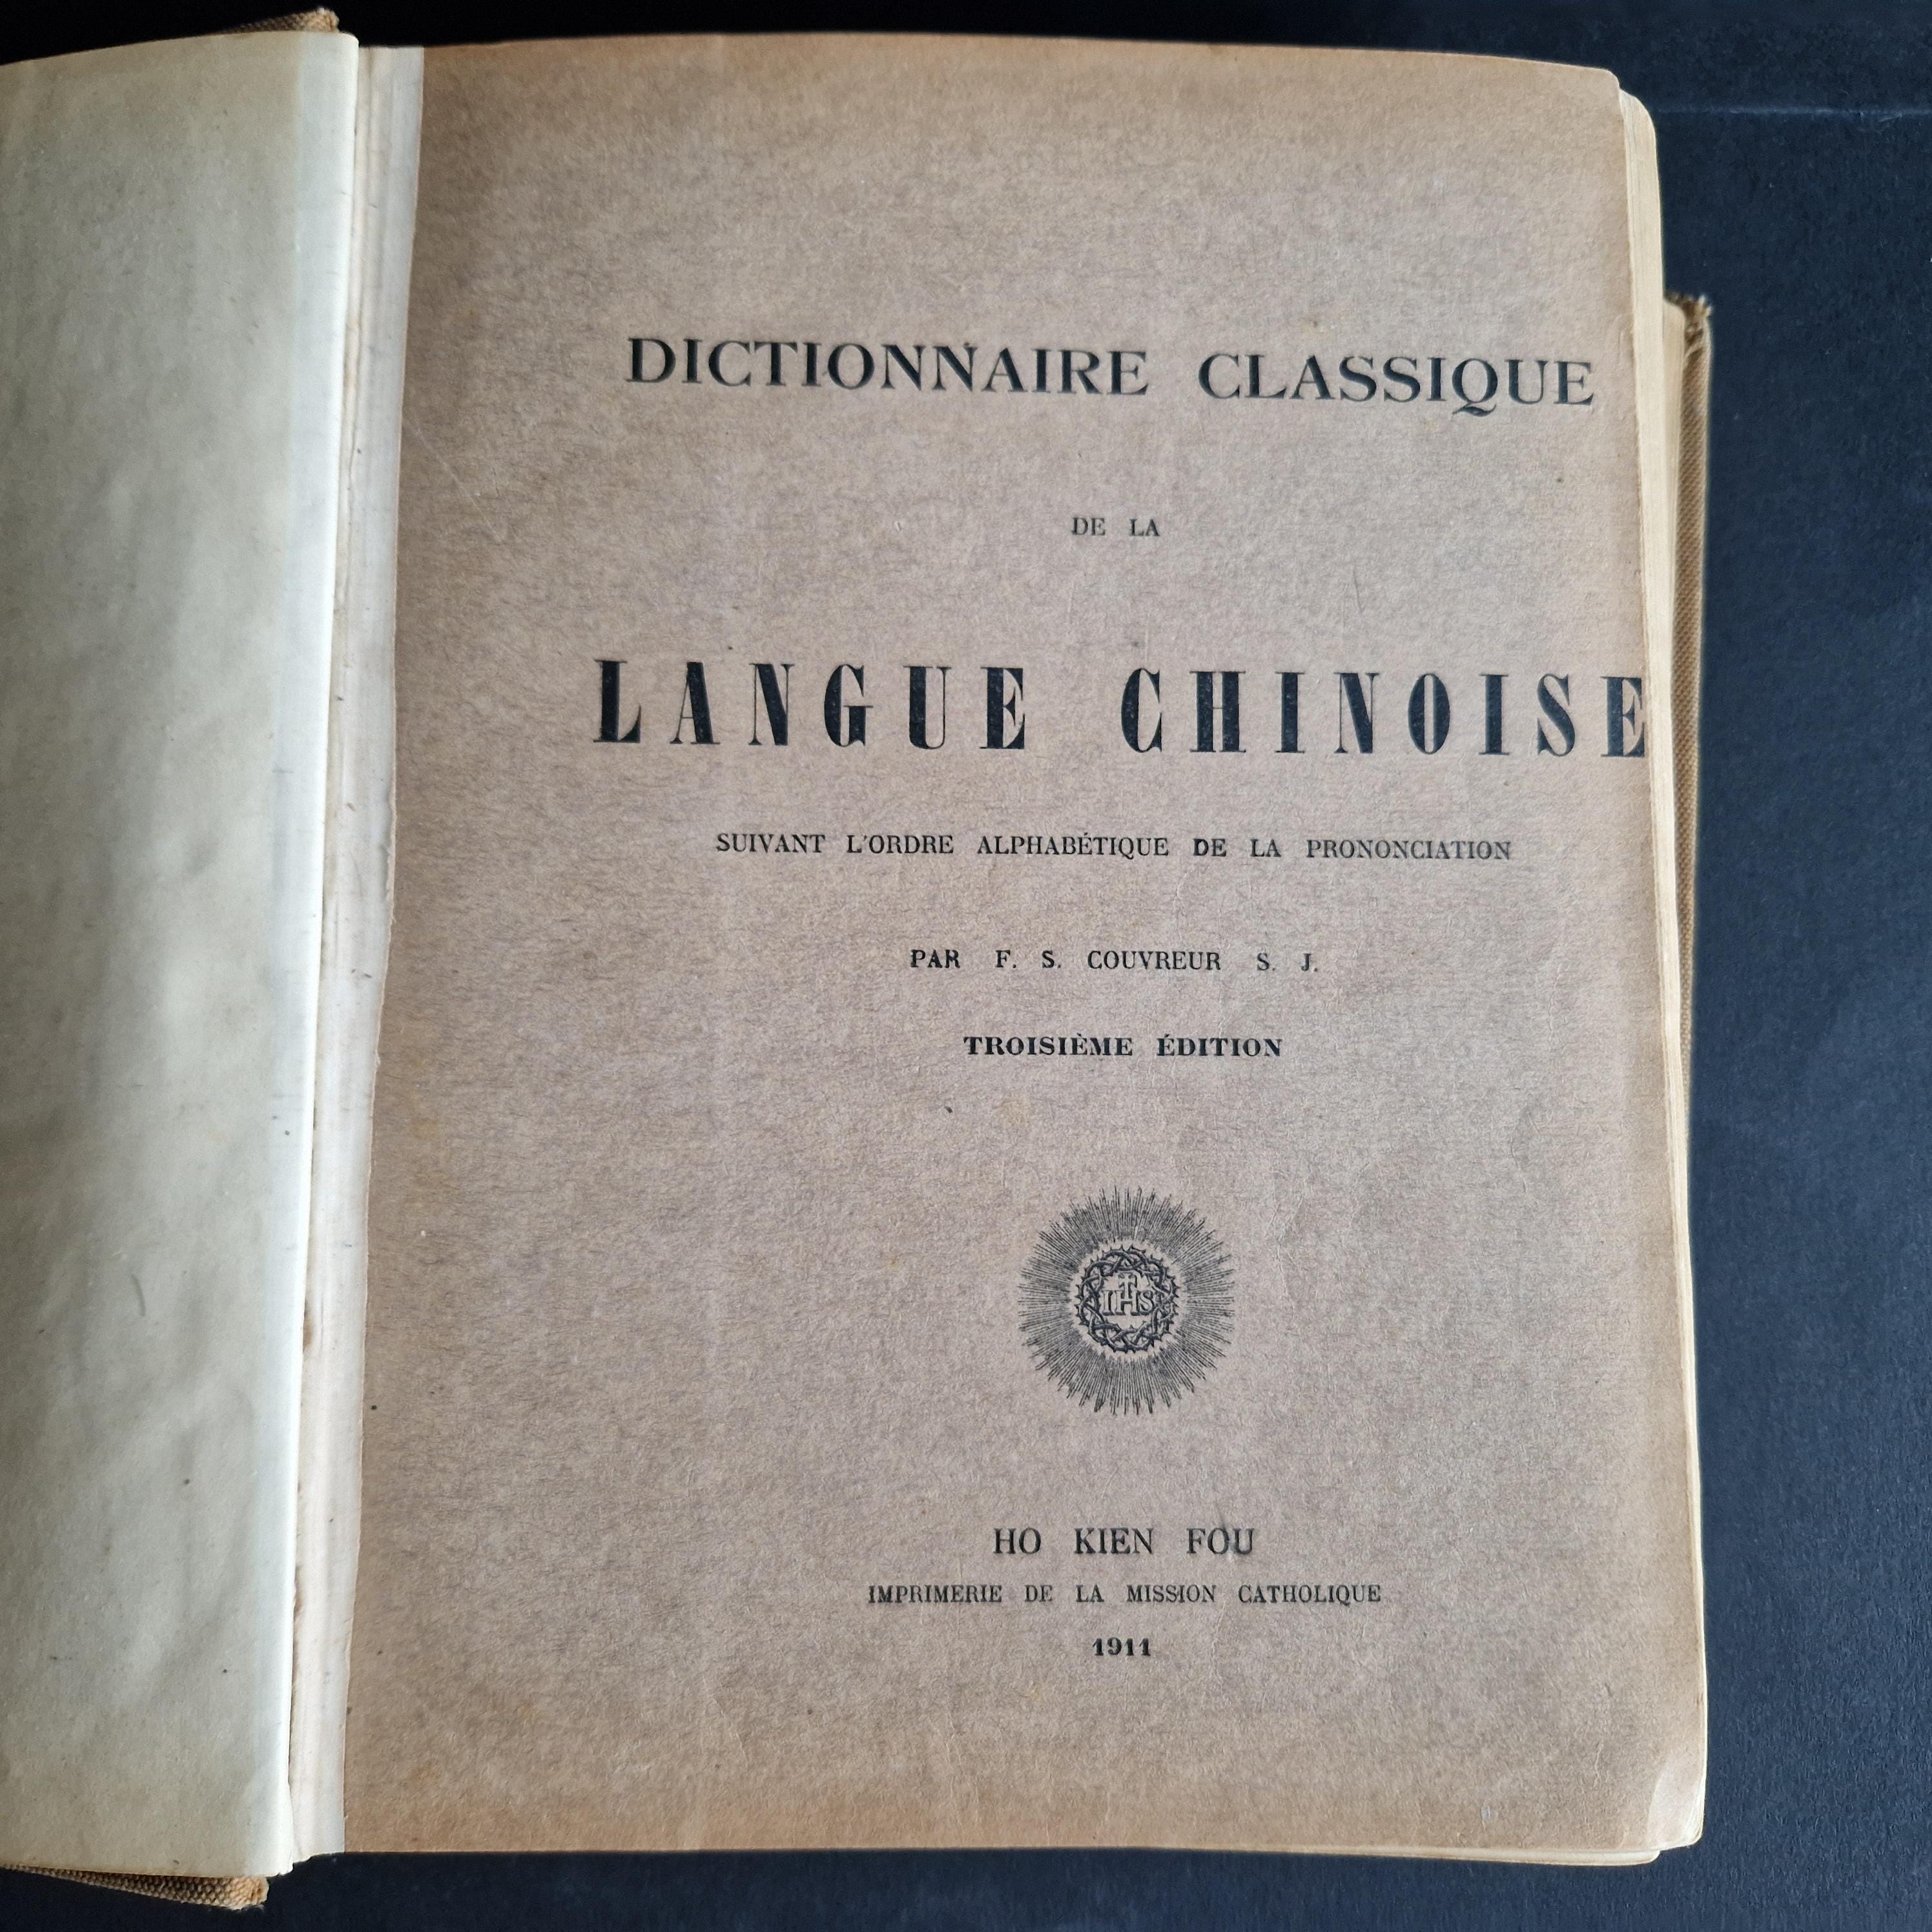 DICTIONNAIRE CLASSIQUE
DE LA
LANGUE CHINOISE
SUIVANT L'ORDRE ALPHABÉTIQUE DE LA PRONONCIATION
PAR F. S. COUVREUR S. J.
TROISIÈME ÉDITION
IHS
HO KIEN FOU
IMPRIMERIE DE LA MISSION CATHOLIQUE
1911